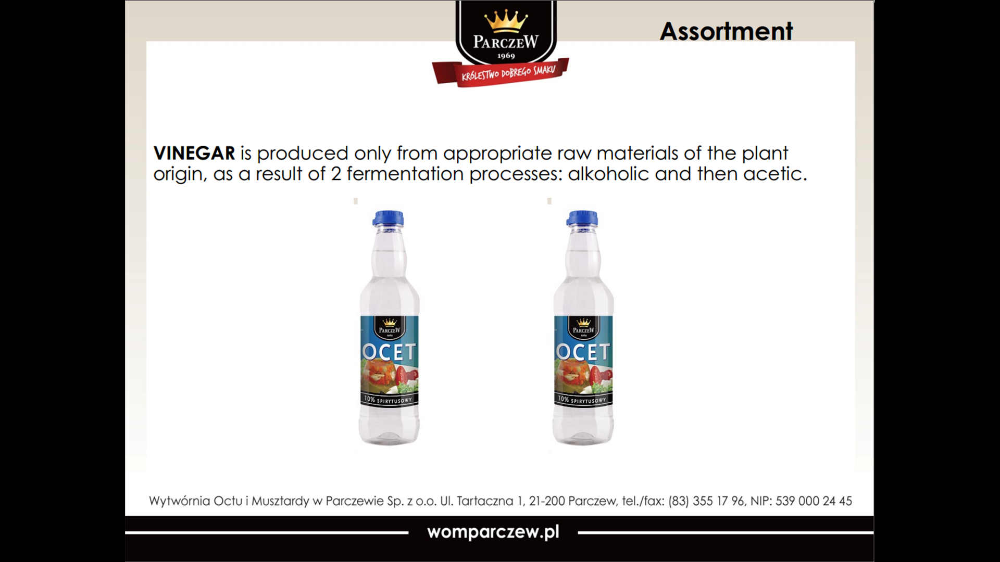 Assortment
PARCZEW
1969
KRÓLESTWO DOBREGO SMAKU
VINEGAR is produced only from appropriate raw materials of the plant
origin, as a result of 2 fermentation processes: alkoholic and then acetic.
PARCZEW
1969
OCET
10% SPIRYTUSOWY
PARCZEW
1969
OCET
10% SPIRYTUSOWY
Wytwórnia Octu i Musztardy w Parczewie Sp. z o.o. Ul. Tartaczna 1, 21-200 Parczew, tel./fax: (83) 355 17 96, NIP: 539 000 24 45
womparczew.pl